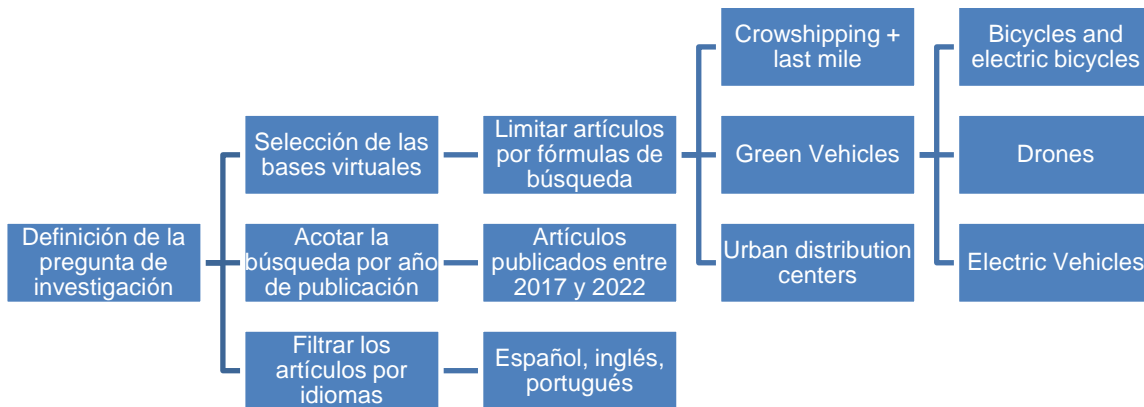 Definición de la
pregunta de
investigación
Selección de las
bases virtuales
Limitar artículos
por fórmulas de
búsqueda
Crowshipping +
last mile
Green Vehicles
Bicycles and
electric bicycles
Drones
Electric Vehicles
Urban distribution
centers
Acotar la
búsqueda por año
de publicación
Artículos
publicados entre
2017 y 2022
Filtrar los
artículos por
idiomas
Español, inglés,
portugués